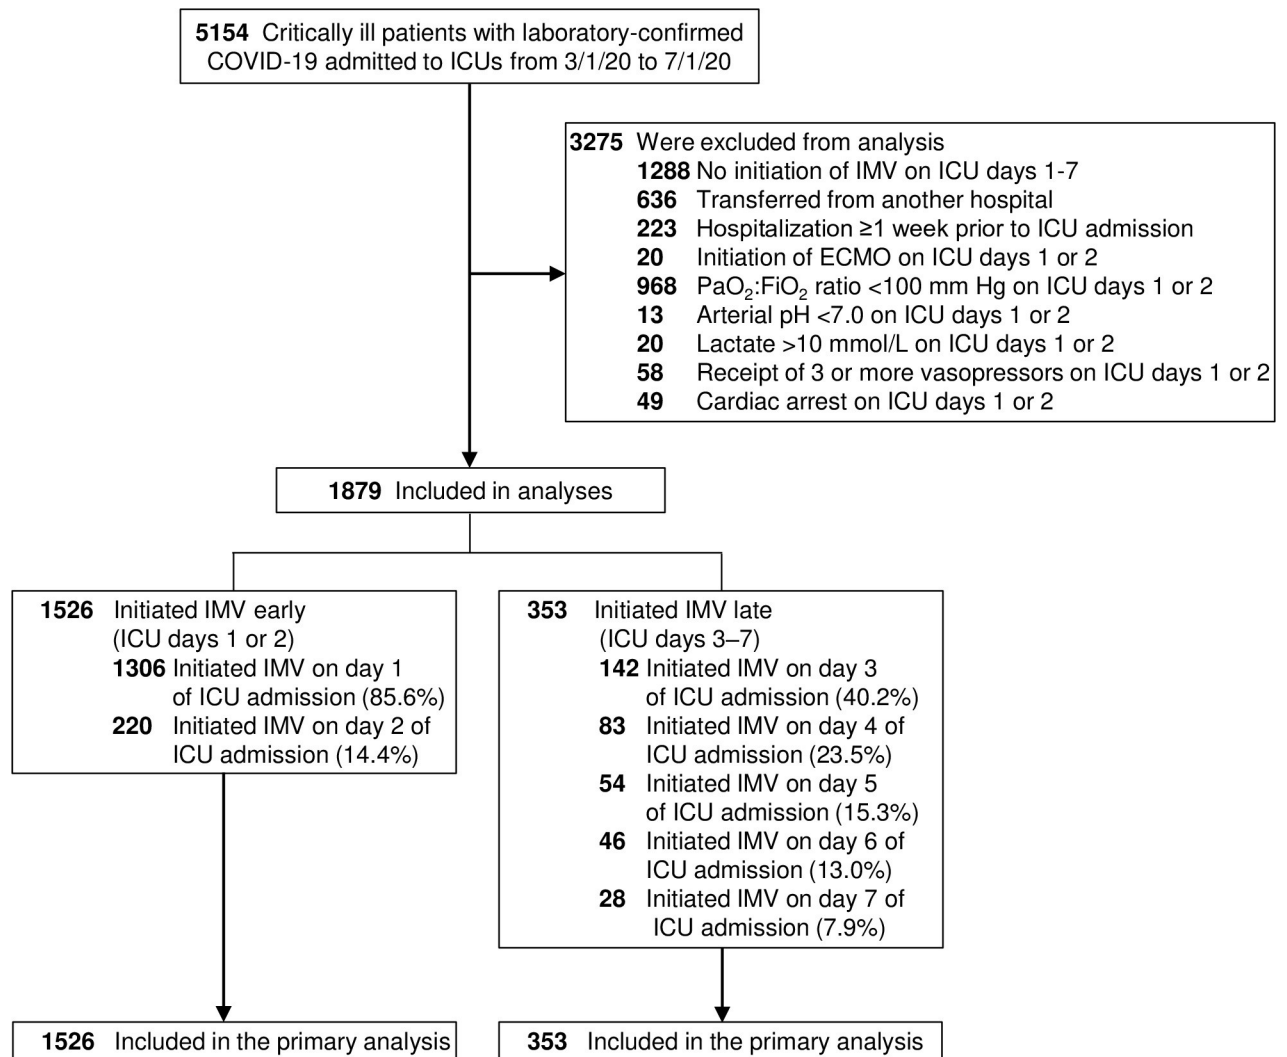 5154 Critically ill patients with laboratory-confirmed
COVID-19 admitted to ICUs from 3/1/20 to 7/1/20
3275 Were excluded from analysis
1288 No initiation of IMV on ICU days 1-7
636 Transferred from another hospital
223 Hospitalization ≥1 week prior to ICU admission
20 Initiation of ECMO on ICU days 1 or 2
968 PaO₂:FiO₂ ratio <100 mm Hg on ICU days 1 or 2
13 Arterial pH <7.0 on ICU days 1 or 2
20 Lactate >10 mmol/L on ICU days 1 or 2
58 Receipt of 3 or more vasopressors on ICU days 1 or 2
49 Cardiac arrest on ICU days 1 or 2
1879 Included in analyses
1526 Initiated IMV early
(ICU days 1 or 2)
1306 Initiated IMV on day 1
of ICU admission (85.6%)
220 Initiated IMV on day 2 of
ICU admission (14.4%)
353 Initiated IMV late
(ICU days 3–7)
142 Initiated IMV on day 3
of ICU admission (40.2%)
83 Initiated IMV on day 4 of
ICU admission (23.5%)
54 Initiated IMV on day 5
of ICU admission (15.3%)
46 Initiated IMV on day 6 of
ICU admission (13.0%)
28 Initiated IMV on day 7 of
ICU admission (7.9%)
1526 Included in the primary analysis
353 Included in the primary analysis